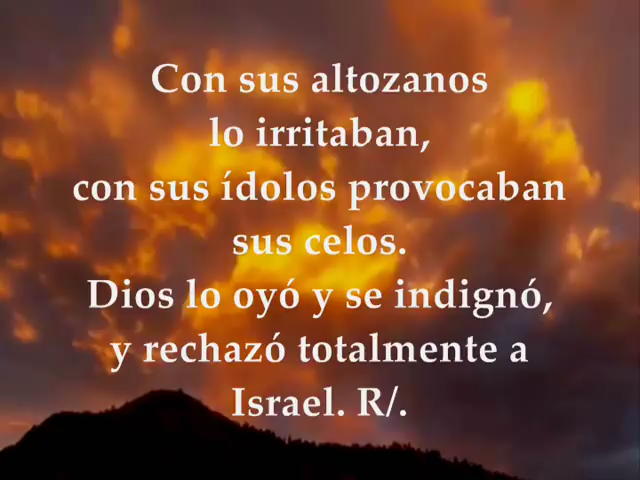 Con sus altozanos
lo irritaban,
con sus ídolos provocaban
sus celos.
Dios lo oyó y se indignó,
y rechazó totalmente a
Israel. R/.